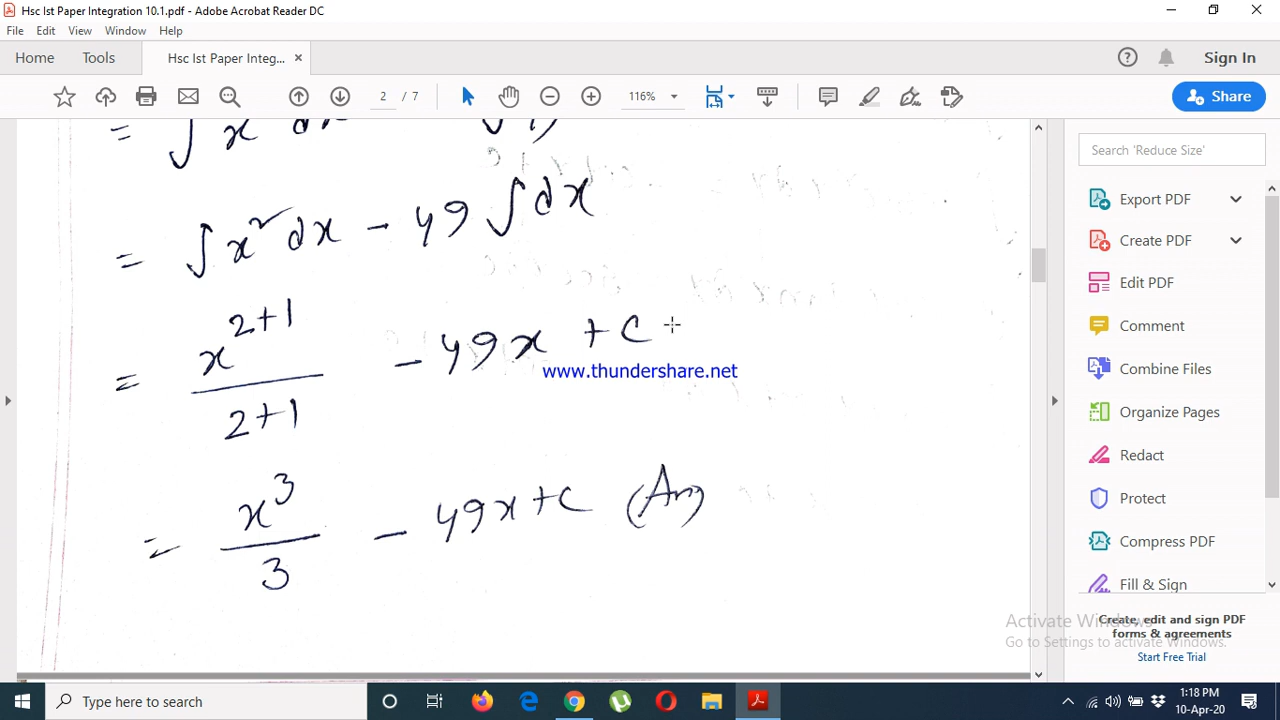 Hsc Ist Paper Integration 10.1.pdf - Adobe Acrobat Reader DC
File Edit View Window Help
Home Tools Hsc Ist Paper Integ... ×
Sign In
2 / 7
116%
Share
= ∫ x dx
= ∫x² dx - 49 ∫dx
= x^(2+1)/(2+1) - 49x + c
www.thundershare.net
= x³/3 - 49x + c (Ans)
Search 'Reduce Size'
Export PDF
Create PDF
Edit PDF
Comment
Combine Files
Organize Pages
Redact
Protect
Compress PDF
Fill & Sign
Create, edit and sign PDF
forms & agreements
Start Free Trial
Activate Windows
Go to Settings to activate Windows.
Type here to search
1:18 PM
10-Apr-20